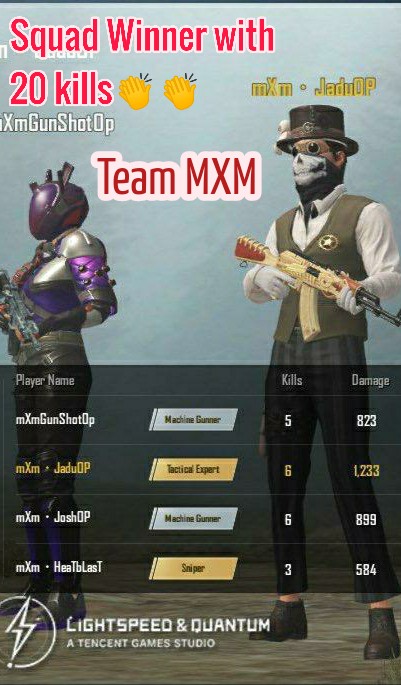 Squad Winner with
20 kills👏 👏
mXm • JaduOP
mXmGunShotOp
Team MXM
Player Name Kills Damage
mXmGunShotOp Machine Gunner 5 823
mXm • JaduOP Tactical Expert 6 1,233
mXm • JoshOP Machine Gunner 6 899
mXm • HeaTbLasT Sniper 3 584
LIGHTSPEED & QUANTUM
A TENCENT GAMES STUDIO